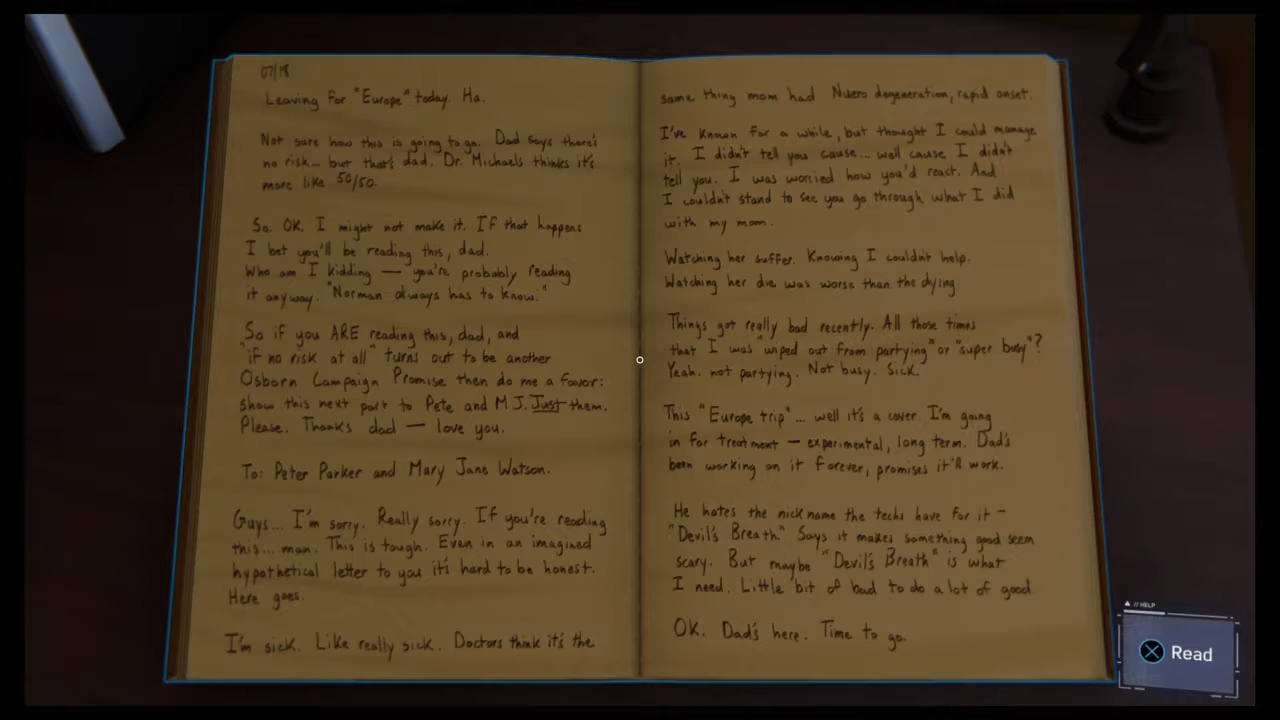 07/18
Leaving for "Europe" today. Ha.
Not sure how this is going to go. Dad says there's
no risk... but that's dad. Dr. Michaels thinks it's
more like 50/50.
So. OK. I might not make it. IF that happens
I bet you'll be reading this, dad.
Who am I kidding — you're probably reading
it anyway. "Norman always has to know."
So if you ARE reading this, dad, and
"if no risk at all" turns out to be another
Osborn Campaign Promise then do me a favor:
show this next part to Pete and MJ. Just them.
Please. Thanks dad — love you.
To: Peter Parker and Mary Jane Watson.
Guys... I'm sorry. Really sorry. If you're reading
this... man. This is tough. Even in an imagined
hypothetical letter to you it's hard to be honest.
Here goes.
I'm sick. Like really sick. Doctors think it's the
same thing mom had Nuero degeneration, rapid onset.
I've known for a while, but thought I could manage
it. I didn't tell you cause... well cause I didn't
tell you. I was worried how you'd react. And
I couldn't stand to see you go through what I did
with my mom.
Watching her suffer. Knowing I couldn't help.
Watching her die was worse than the dying
Things got really bad recently. All those times
that I was "wiped out from partying" or "super busy"?
Yeah. not partying. Not busy. Sick.
This "Europe trip"... well it's a cover. I'm going
in for treatment — experimental, long term. Dad's
been working on it forever, promises it'll work.
He hates the nickname the techs have for it —
"Devil's Breath" Says it makes something good seem
scary. But maybe "Devil's Breath" is what
I need. Little bit of bad to do a lot of good
OK. Dad's here. Time to go.
// HELP
Read